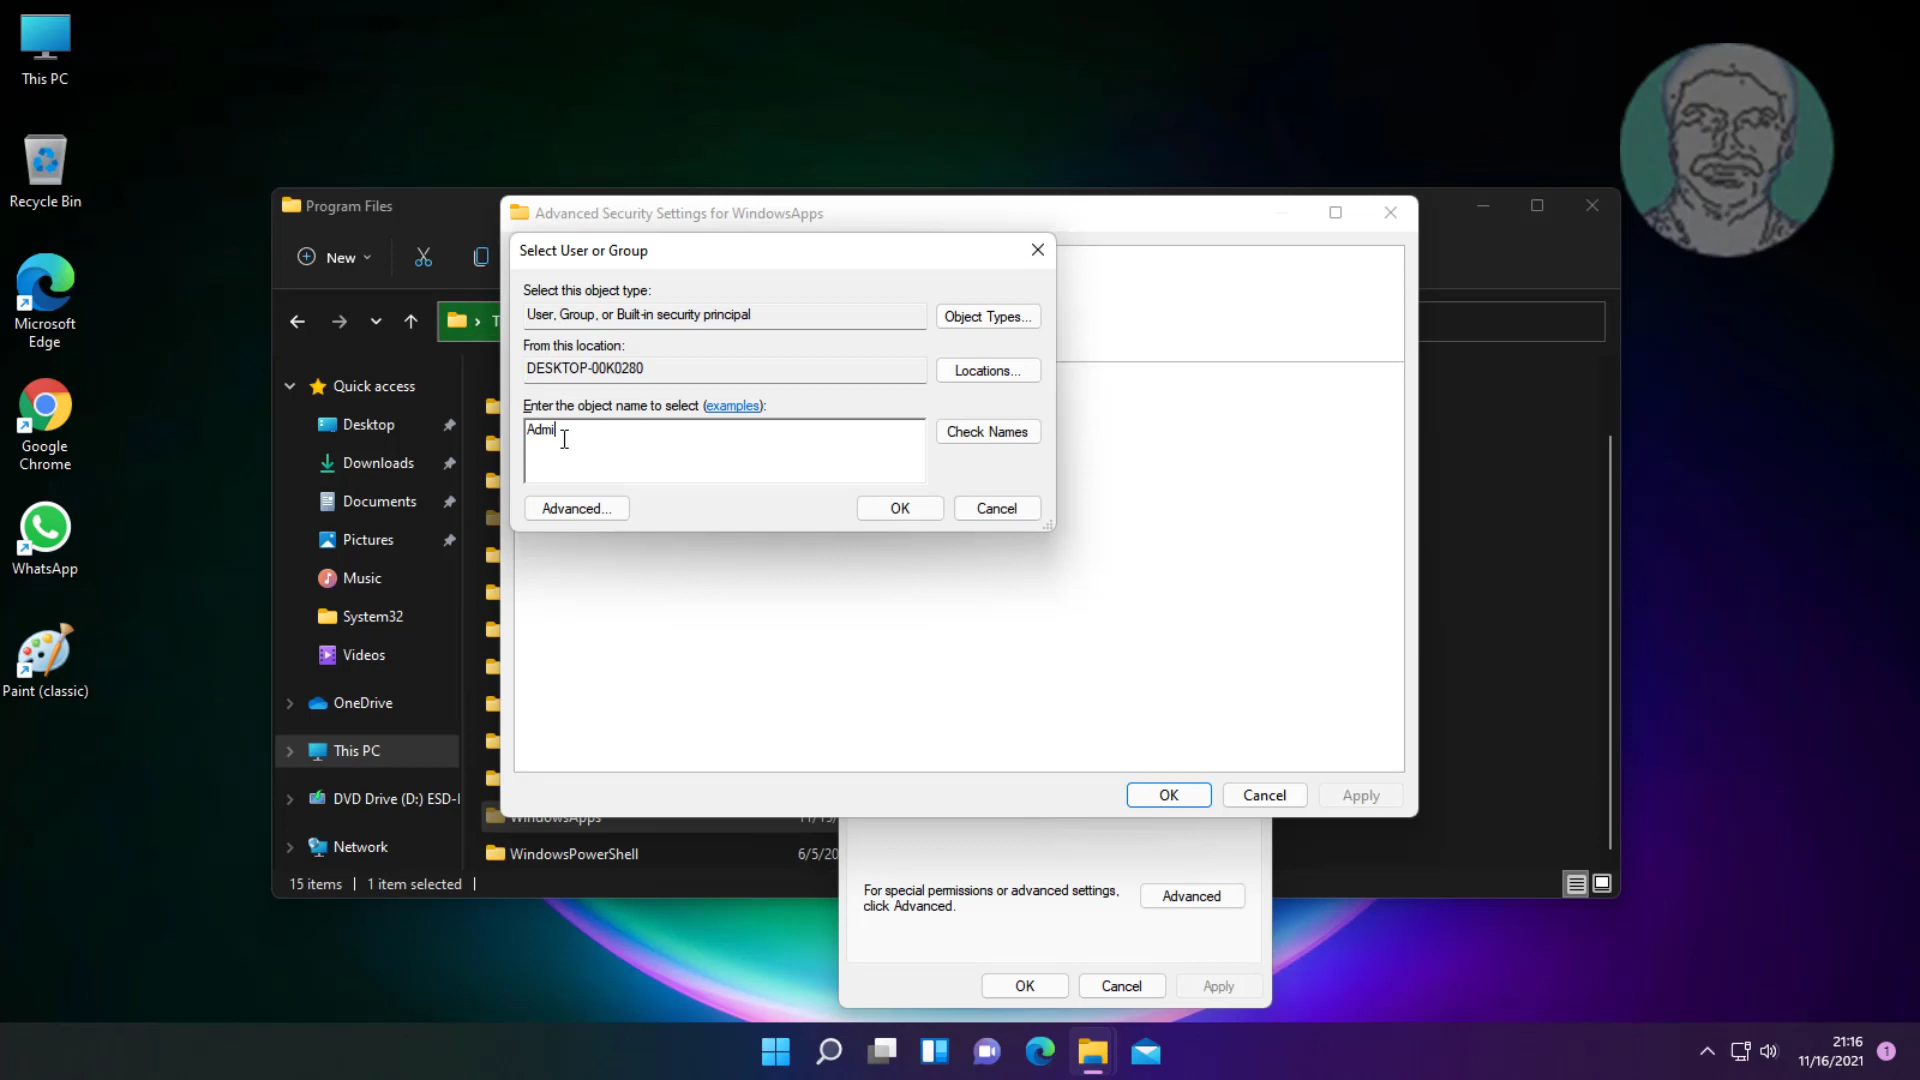 This PC
Recycle Bin
Microsoft
Edge
Google
Chrome
WhatsApp
Paint (classic)
Program Files
New
Quick access
Desktop
Downloads
Documents
Pictures
Music
System32
Videos
OneDrive
This PC
DVD Drive (D:) ESD-I
Network
15 items
1 item selected
WindowsApps
WindowsPowerShell
6/5/20
Advanced Security Settings for WindowsApps
Select User or Group
Select this object type:
User, Group, or Built-in security principal
Object Types...
From this location:
DESKTOP-00K0280
Locations...
Enter the object name to select (examples):
Admi
Check Names
Advanced...
OK
Cancel
OK
Cancel
Apply
For special permissions or advanced settings,
click Advanced.
Advanced
OK
Cancel
Apply
21:16
11/16/2021
1